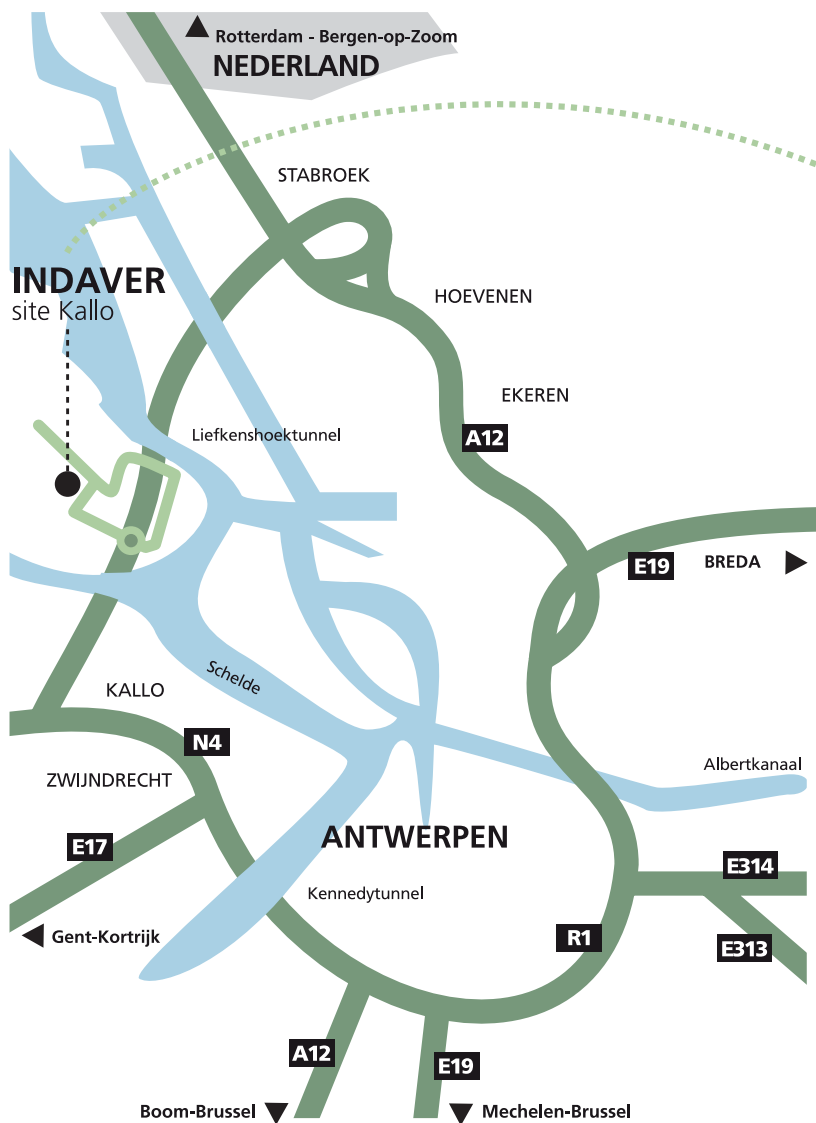 Rotterdam - Bergen-op-Zoom
NEDERLAND
STABROEK
INDAVER
site Kallo
HOEVENEN
EKEREN
Liefkenshoektunnel
A12
E19
BREDA
Schelde
KALLO
N4
Albertkanaal
ZWIJNDRECHT
ANTWERPEN
E17
E314
Kennedytunnel
Gent-Kortrijk
R1
E313
A12
E19
Boom-Brussel
Mechelen-Brussel